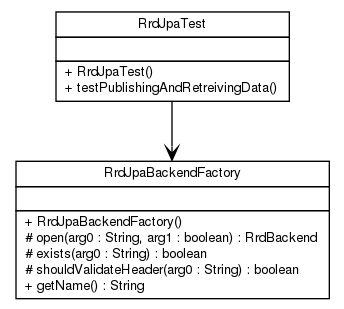 RrdJpaTest
+ RrdJpaTest()
+ testPublishingAndRetreivingData()
RrdJpaBackendFactory
+ RrdJpaBackendFactory()
# open(arg0 : String, arg1 : boolean) : RrdBackend
# exists(arg0 : String) : boolean
# shouldValidateHeader(arg0 : String) : boolean
+ getName() : String